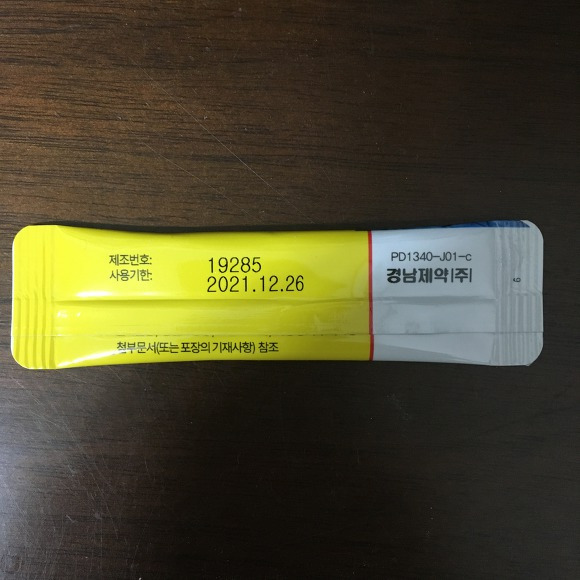 제조번호: 19285
사용기한: 2021.12.26
첨부문서(또는 포장의 기재사항) 참조
PD1340-J01-c
경남제약(주)